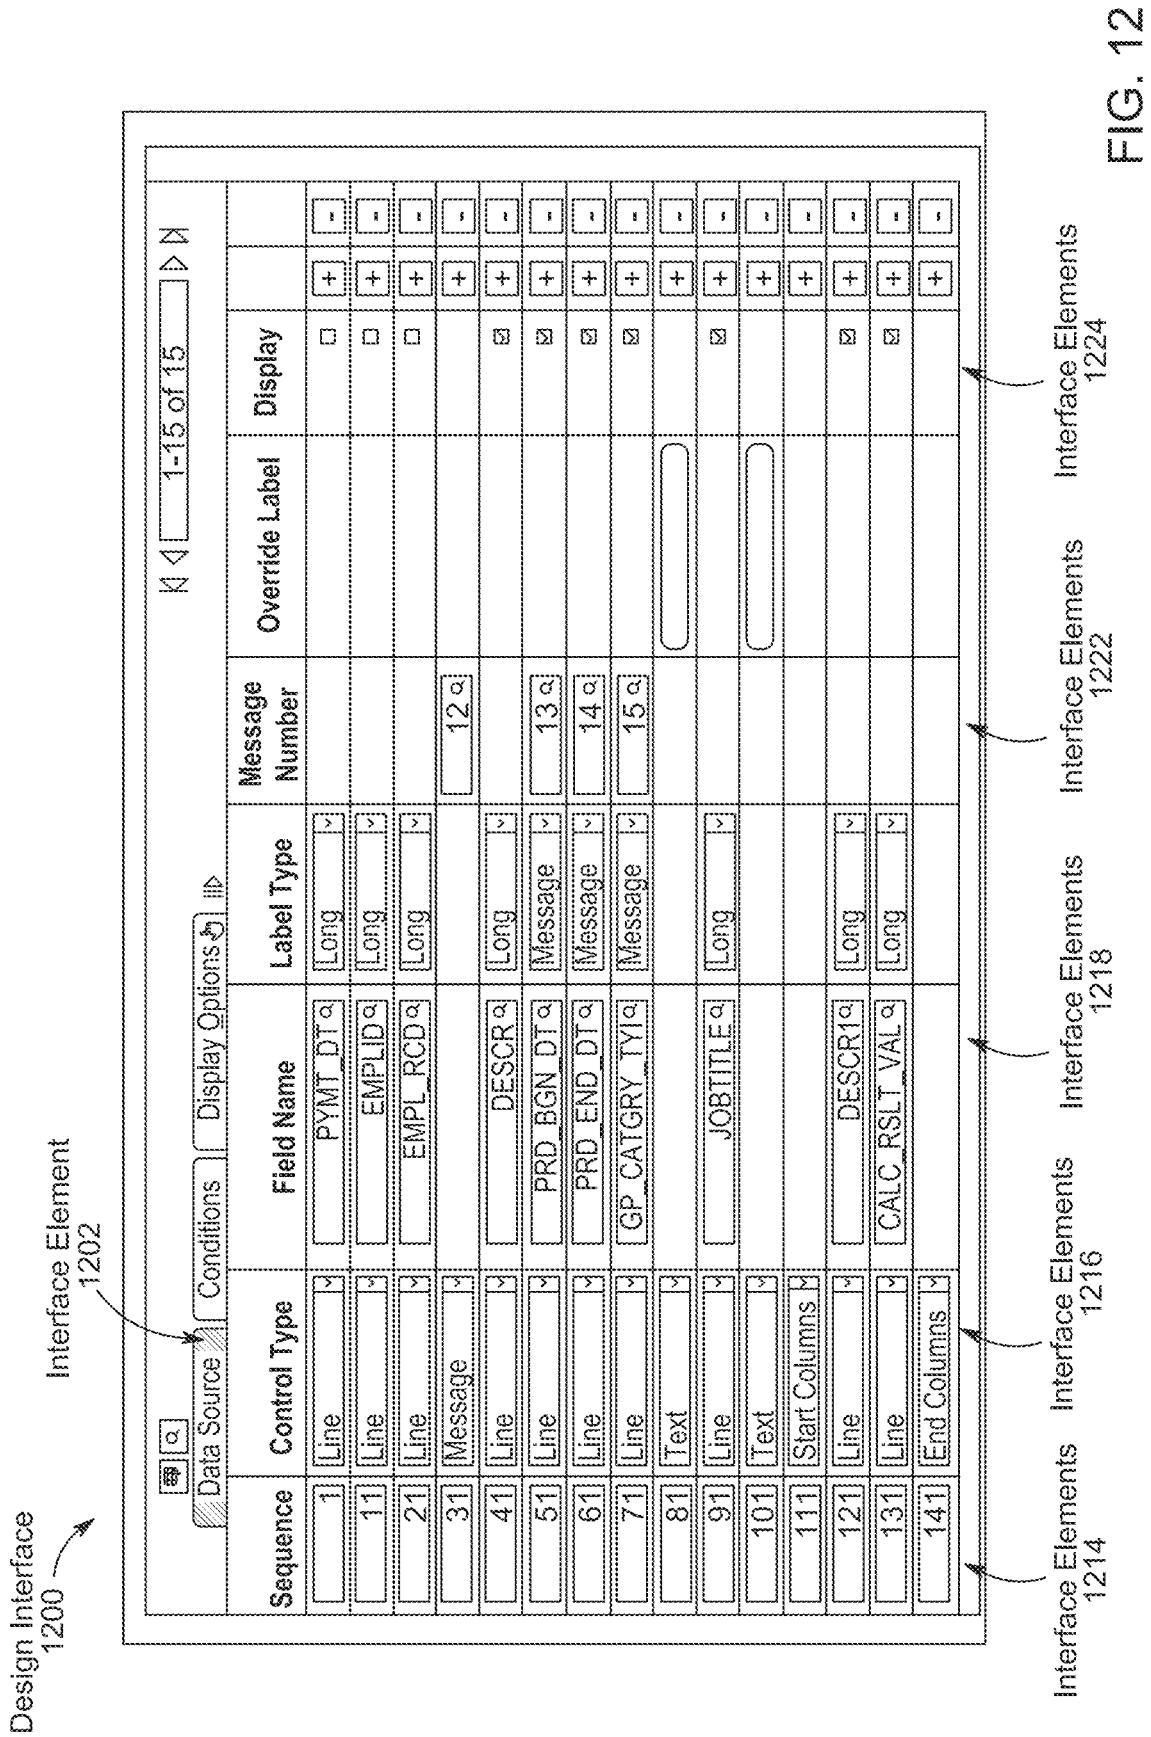 Design Interface
1200
Interface Element
1202
1-15 of 15
Data Source
Conditions
Display Options
Sequence Control Type Field Name Label Type Message Number Override Label Display
1 Line PYMT_DT Long + -
11 Line EMPLID Long + -
21 Line EMPL_RCD Long + -
31 Message 12 + -
41 Line DESCR Long + -
51 Line PRD_BGN_DT Message 13 + -
61 Line PRD_END_DT Message 14 + -
71 Line GP_CATGRY_TYI Message 15 + -
81 Text + -
91 Line JOBTITLE Long + -
101 Text + -
111 Start Columns + -
121 Line DESCR1 Long + -
131 Line CALC_RSLT_VAL Long + -
141 End Columns + -
Interface Elements
1214
Interface Elements
1216
Interface Elements
1218
Interface Elements
1222
Interface Elements
1224
FIG. 12